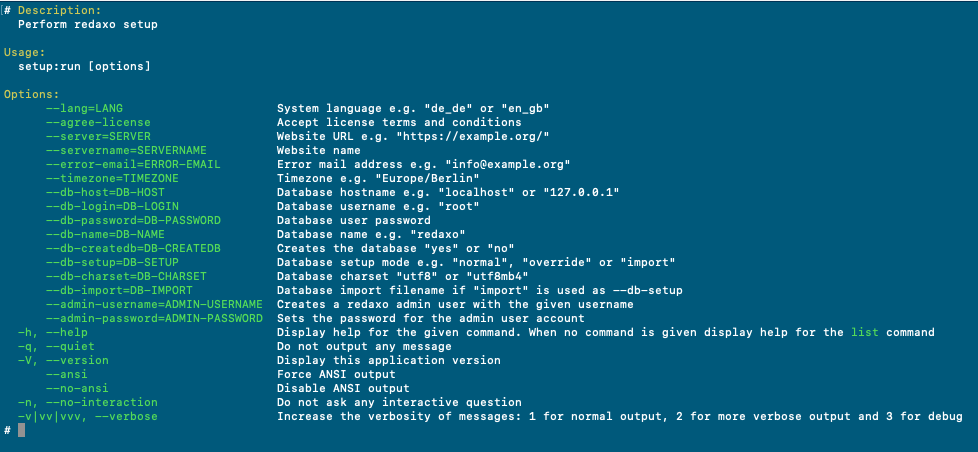 # Description:
  Perform redaxo setup

Usage:
  setup:run [options]

Options:
      --lang=LANG                      System language e.g. "de_de" or "en_gb"
      --agree-license                  Accept license terms and conditions
      --server=SERVER                  Website URL e.g. "https://example.org/"
      --servername=SERVERNAME          Website name
      --error-email=ERROR-EMAIL        Error mail address e.g. "info@example.org"
      --timezone=TIMEZONE              Timezone e.g. "Europe/Berlin"
      --db-host=DB-HOST                Database hostname e.g. "localhost" or "127.0.0.1"
      --db-login=DB-LOGIN              Database username e.g. "root"
      --db-password=DB-PASSWORD        Database user password
      --db-name=DB-NAME                Database name e.g. "redaxo"
      --db-createdb=DB-CREATEDB        Creates the database "yes" or "no"
      --db-setup=DB-SETUP              Database setup mode e.g. "normal", "override" or "import"
      --db-charset=DB-CHARSET          Database charset "utf8" or "utf8mb4"
      --db-import=DB-IMPORT            Database import filename if "import" is used as --db-setup
      --admin-username=ADMIN-USERNAME  Creates a redaxo admin user with the given username
      --admin-password=ADMIN-PASSWORD  Sets the password for the admin user account
  -h, --help                           Display help for the given command. When no command is given display help for the list command
  -q, --quiet                          Do not output any message
  -V, --version                        Display this application version
      --ansi                           Force ANSI output
      --no-ansi                        Disable ANSI output
  -n, --no-interaction                 Do not ask any interactive question
  -v|vv|vvv, --verbose                 Increase the verbosity of messages: 1 for normal output, 2 for more verbose output and 3 for debug
#